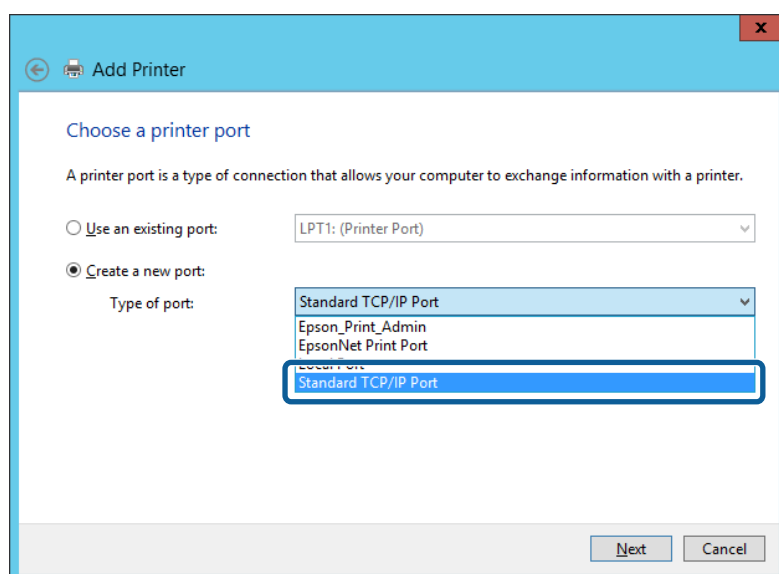 x
Add Printer
Choose a printer port
A printer port is a type of connection that allows your computer to exchange information with a printer.
Use an existing port: LPT1: (Printer Port)
Create a new port:
Type of port: Standard TCP/IP Port
Epson_Print_Admin
EpsonNet Print Port
Local Port
Standard TCP/IP Port
Next Cancel